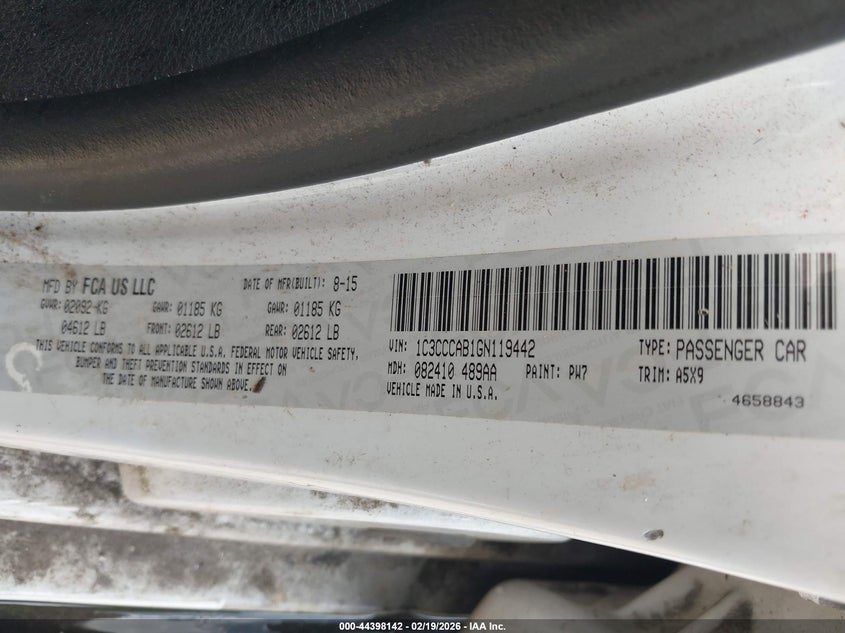 MFD BY FCA US LLC DATE OF MFR(BUILT): 8-15
GVWR: 02092 KG GAWR: 01185 KG GAWR: 01185 KG
04612 LB FRONT: 02612 LB REAR: 02612 LB
THIS VEHICLE CONFORMS TO ALL APPLICABLE U.S.A. FEDERAL MOTOR VEHICLE SAFETY,
BUMPER AND THEFT PREVENTION STANDARDS IN EFFECT ON
THE DATE OF MANUFACTURE SHOWN ABOVE.
VIN: 1C3CCCAB1GN119442 TYPE: PASSENGER CAR
MDH: 082410 489AA PAINT: PW7 TRIM: A5X9
VEHICLE MADE IN U.S.A. 4658843
000-44398142 | 02/19/2026 | IAA Inc.